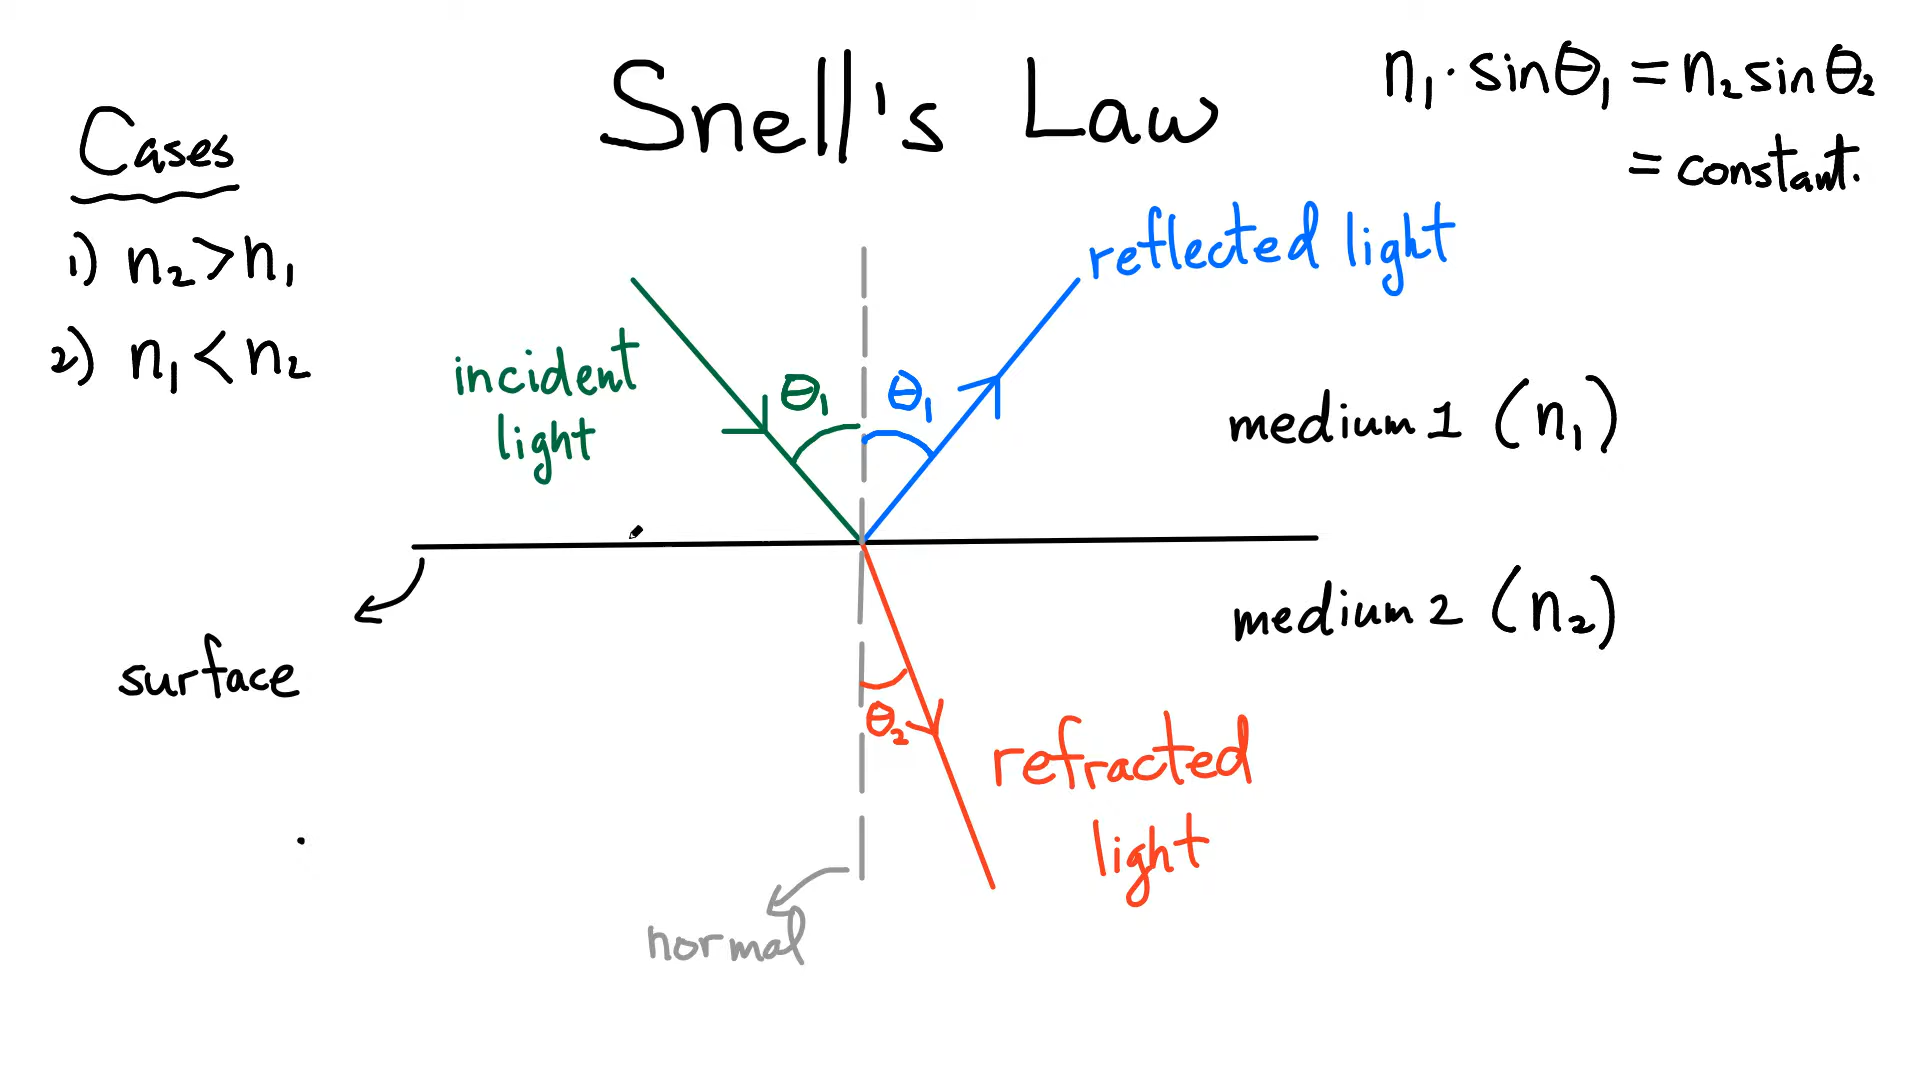 Snell's Law
n₁·sinθ₁ = n₂sinθ₂
= constant.
Cases
1) n₂>n₁
2) n₁<n₂
reflected light
incident
light
θ₁
θ₁
medium 1 (n₁)
medium 2 (n₂)
surface
θ₂
refracted
light
normal